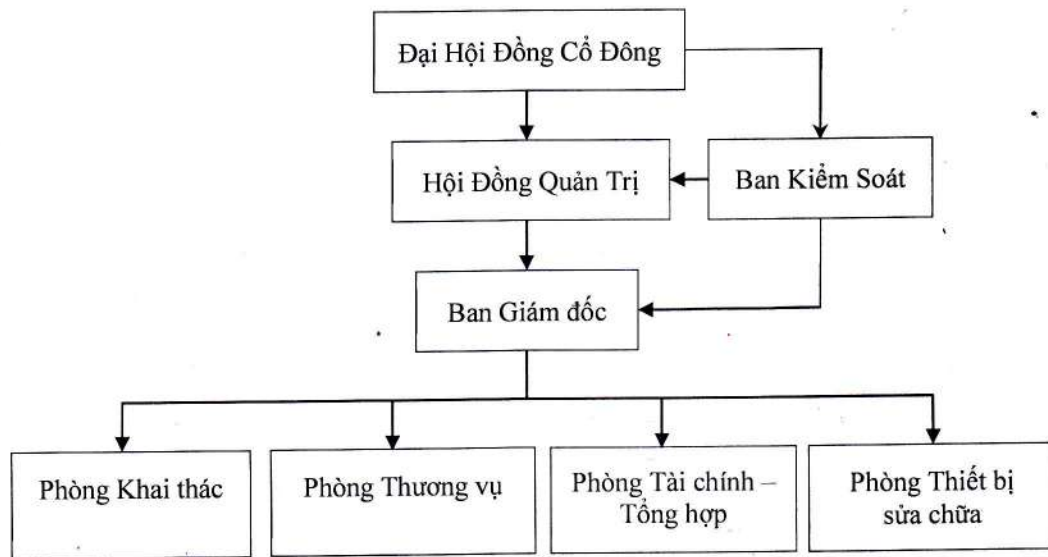 Đại Hội Đồng Cổ Đông
Hội Đồng Quản Trị
Ban Kiểm Soát
Ban Giám đốc
Phòng Khai thác
Phòng Thương vụ
Phòng Tài chính –
Tổng hợp
Phòng Thiết bị
sửa chữa